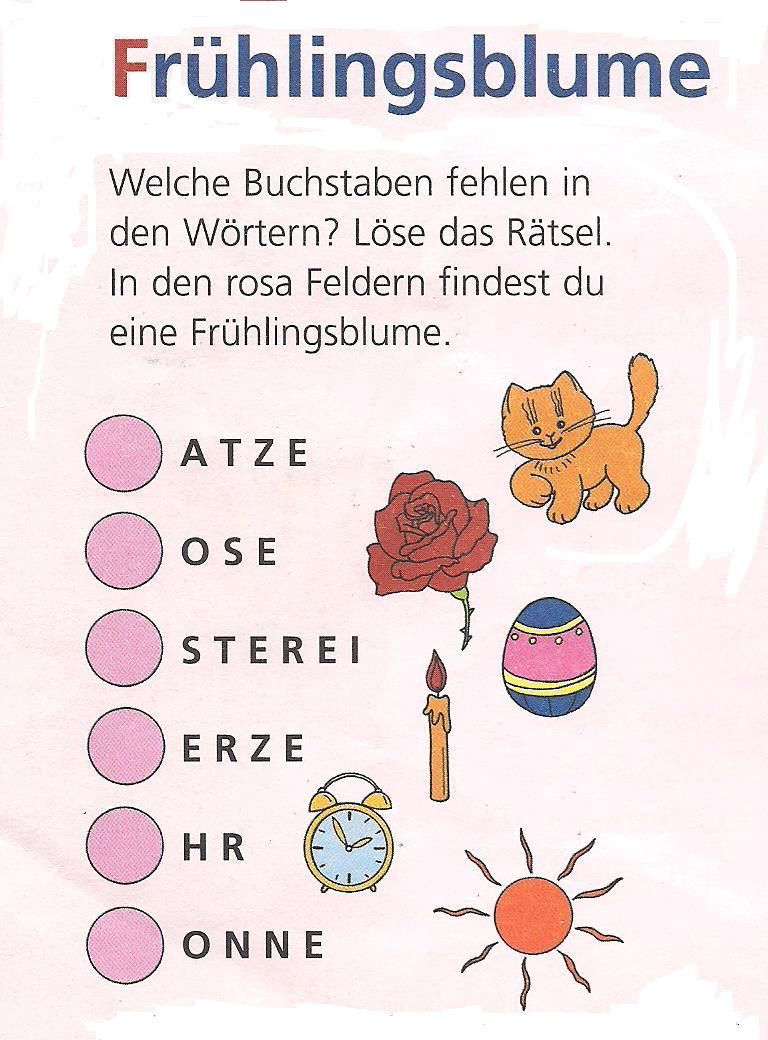 Frühlingsblume
Welche Buchstaben fehlen in
den Wörtern? Löse das Rätsel.
In den rosa Feldern findest du
eine Frühlingsblume.
ATZE
OSE
STEREI
ERZE
HR
ONNE